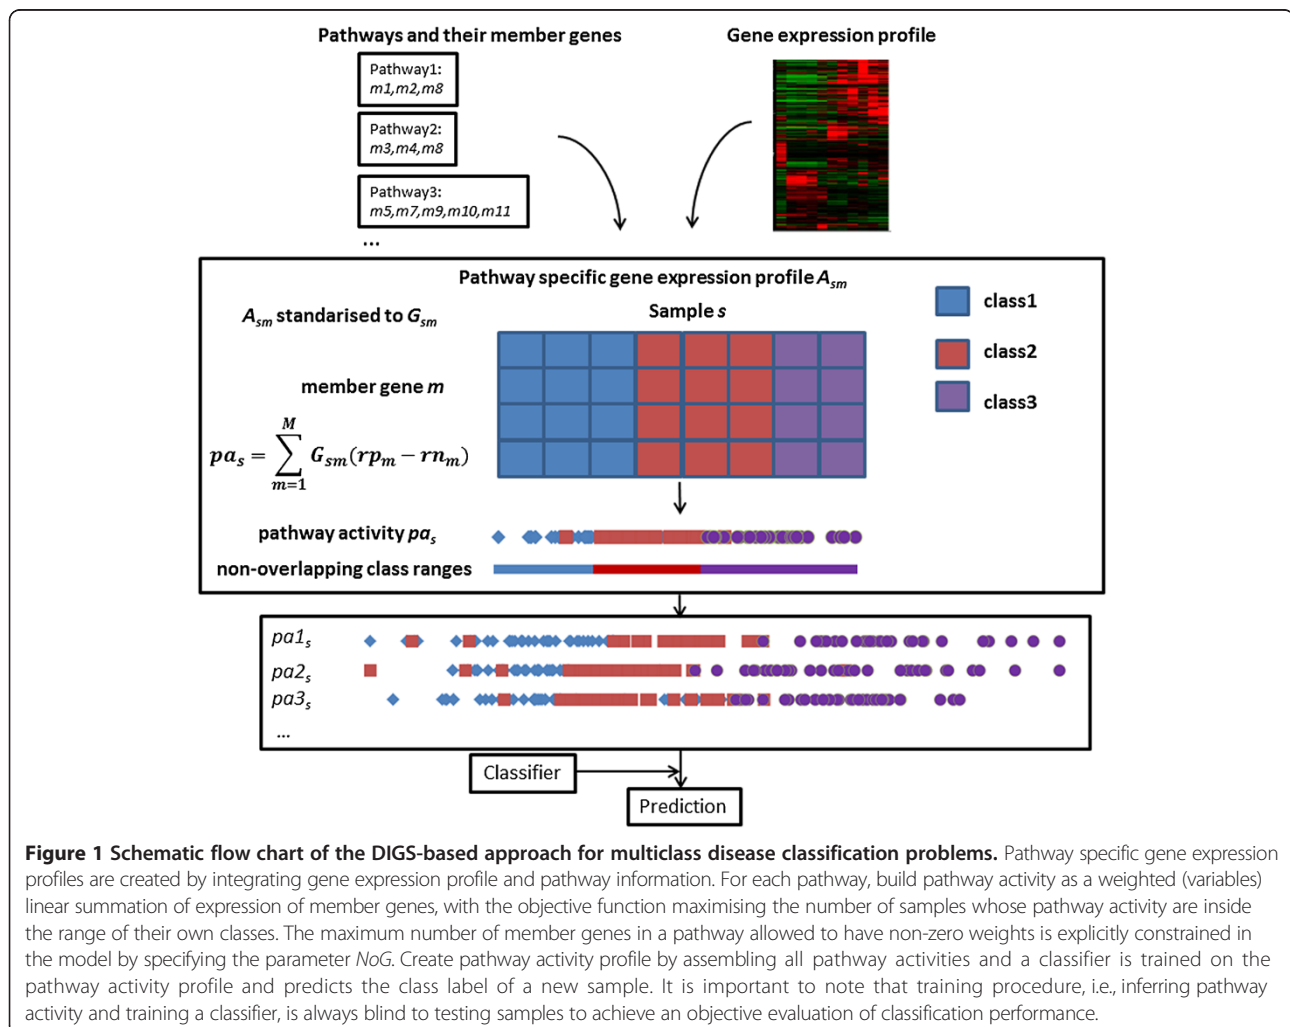 Pathways and their member genes
Gene expression profile
Pathway1:
m1,m2,m8
Pathway2:
m3,m4,m8
Pathway3:
m5,m7,m9,m10,m11
...
Pathway specific gene expression profile Asm
Asm standarised to Gsm
Sample s
class1
class2
class3
member gene m
pa_s = \sum_{m=1}^{M} G_{sm}(rp_m − rn_m)
pathway activity pas
non-overlapping class ranges
pa1s
pa2s
pa3s
...
Classifier
Prediction
Figure 1 Schematic flow chart of the DIGS-based approach for multiclass disease classification problems. Pathway specific gene expression
profiles are created by integrating gene expression profile and pathway information. For each pathway, build pathway activity as a weighted (variables)
linear summation of expression of member genes, with the objective function maximising the number of samples whose pathway activity are inside
the range of their own classes. The maximum number of member genes in a pathway allowed to have non-zero weights is explicitly constrained in
the model by specifying the parameter NoG. Create pathway activity profile by assembling all pathway activities and a classifier is trained on the
pathway activity profile and predicts the class label of a new sample. It is important to note that training procedure, i.e., inferring pathway
activity and training a classifier, is always blind to testing samples to achieve an objective evaluation of classification performance.